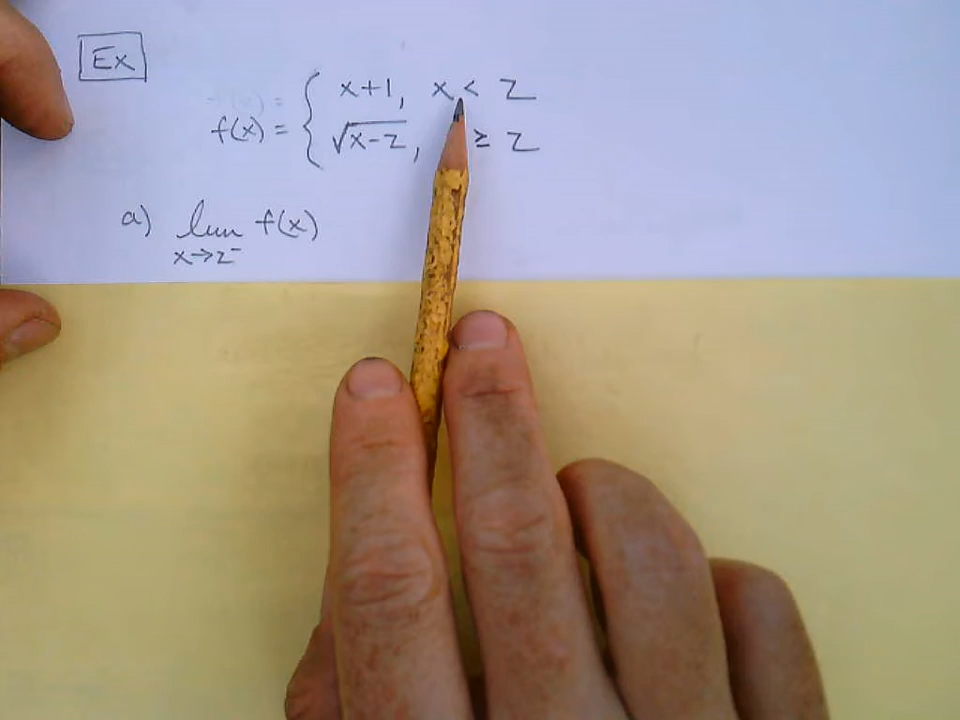 Ex
f(x) = { x+1, x < 2
√x-2, ≥ 2
a) lim f(x)
x→2⁻